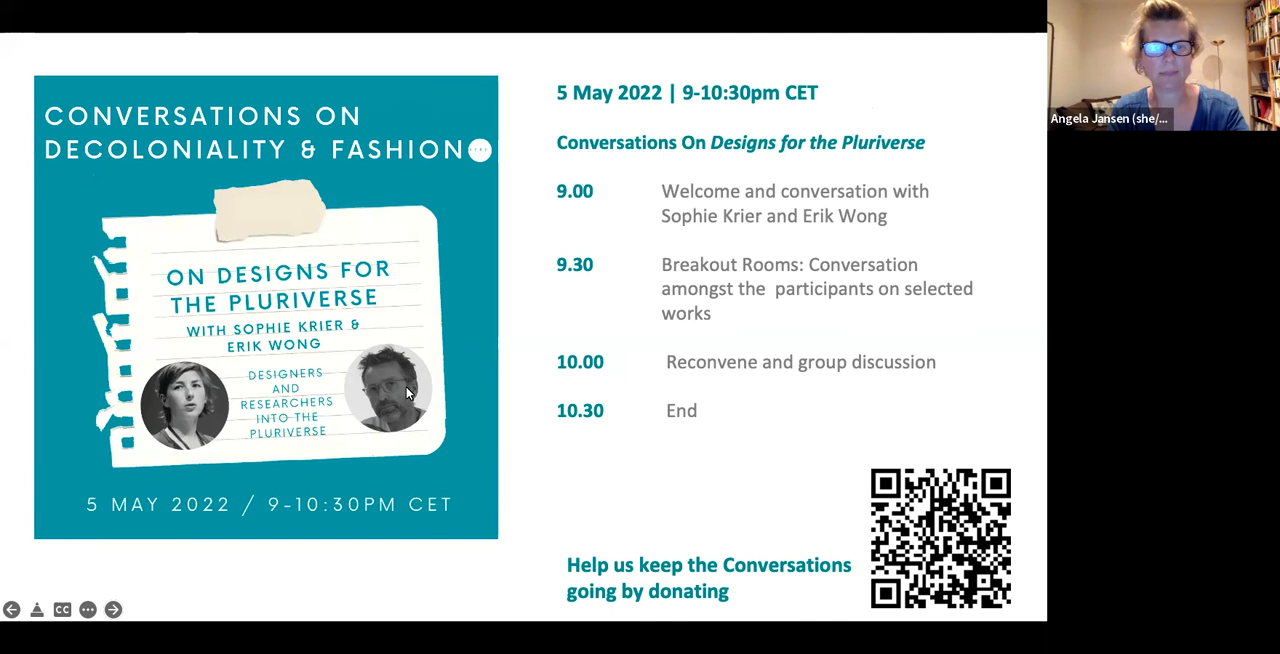 CONVERSATIONS ON
DECOLONIALITY & FASHION
ON DESIGNS FOR
THE PLURIVERSE
WITH SOPHIE KRIER &
ERIK WONG
DESIGNERS
AND
RESEARCHERS
INTO THE
PLURIVERSE
5 MAY 2022 / 9-10:30PM CET
5 May 2022 | 9-10:30pm CET
Conversations On Designs for the Pluriverse
9.00 Welcome and conversation with
Sophie Krier and Erik Wong
9.30 Breakout Rooms: Conversation
amongst the participants on selected
works
10.00 Reconvene and group discussion
10.30 End
Help us keep the Conversations
going by donating
CC
Angela Jansen (she/...